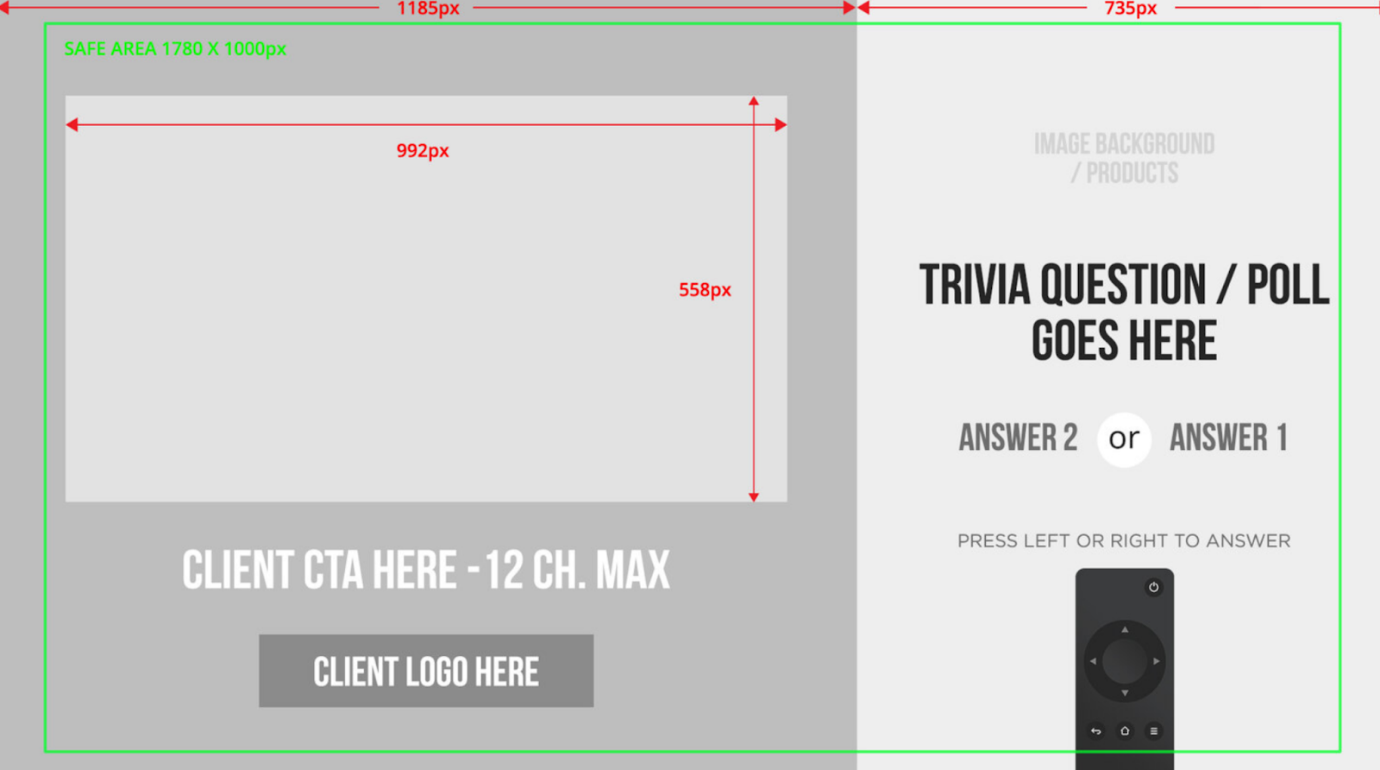 1185px
735px
SAFE AREA 1780 X 1000px
992px
558px
CLIENT CTA HERE - 12 CH. MAX
CLIENT LOGO HERE
IMAGE BACKGROUND
/ PRODUCTS
TRIVIA QUESTION / POLL
GOES HERE
ANSWER 2 or ANSWER 1
PRESS LEFT OR RIGHT TO ANSWER